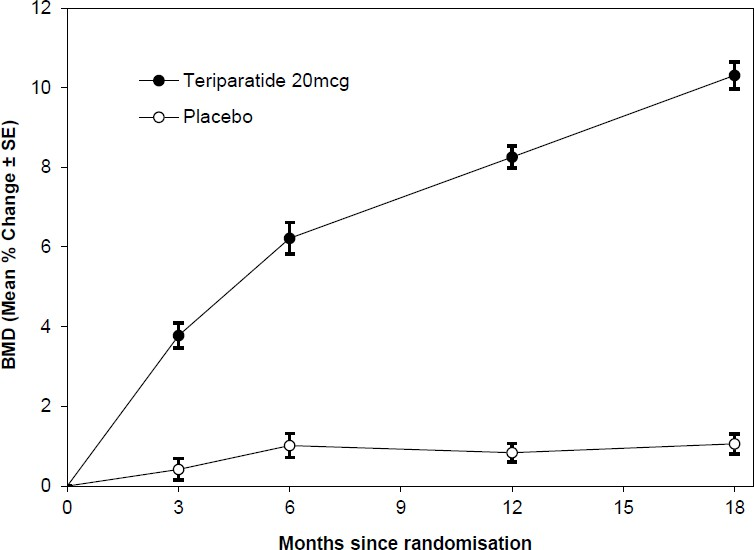 12
10
8
6
4
2
0
BMD (Mean % Change ± SE)
Teriparatide 20mcg
Placebo
0 3 6 9 12 15 18
Months since randomisation